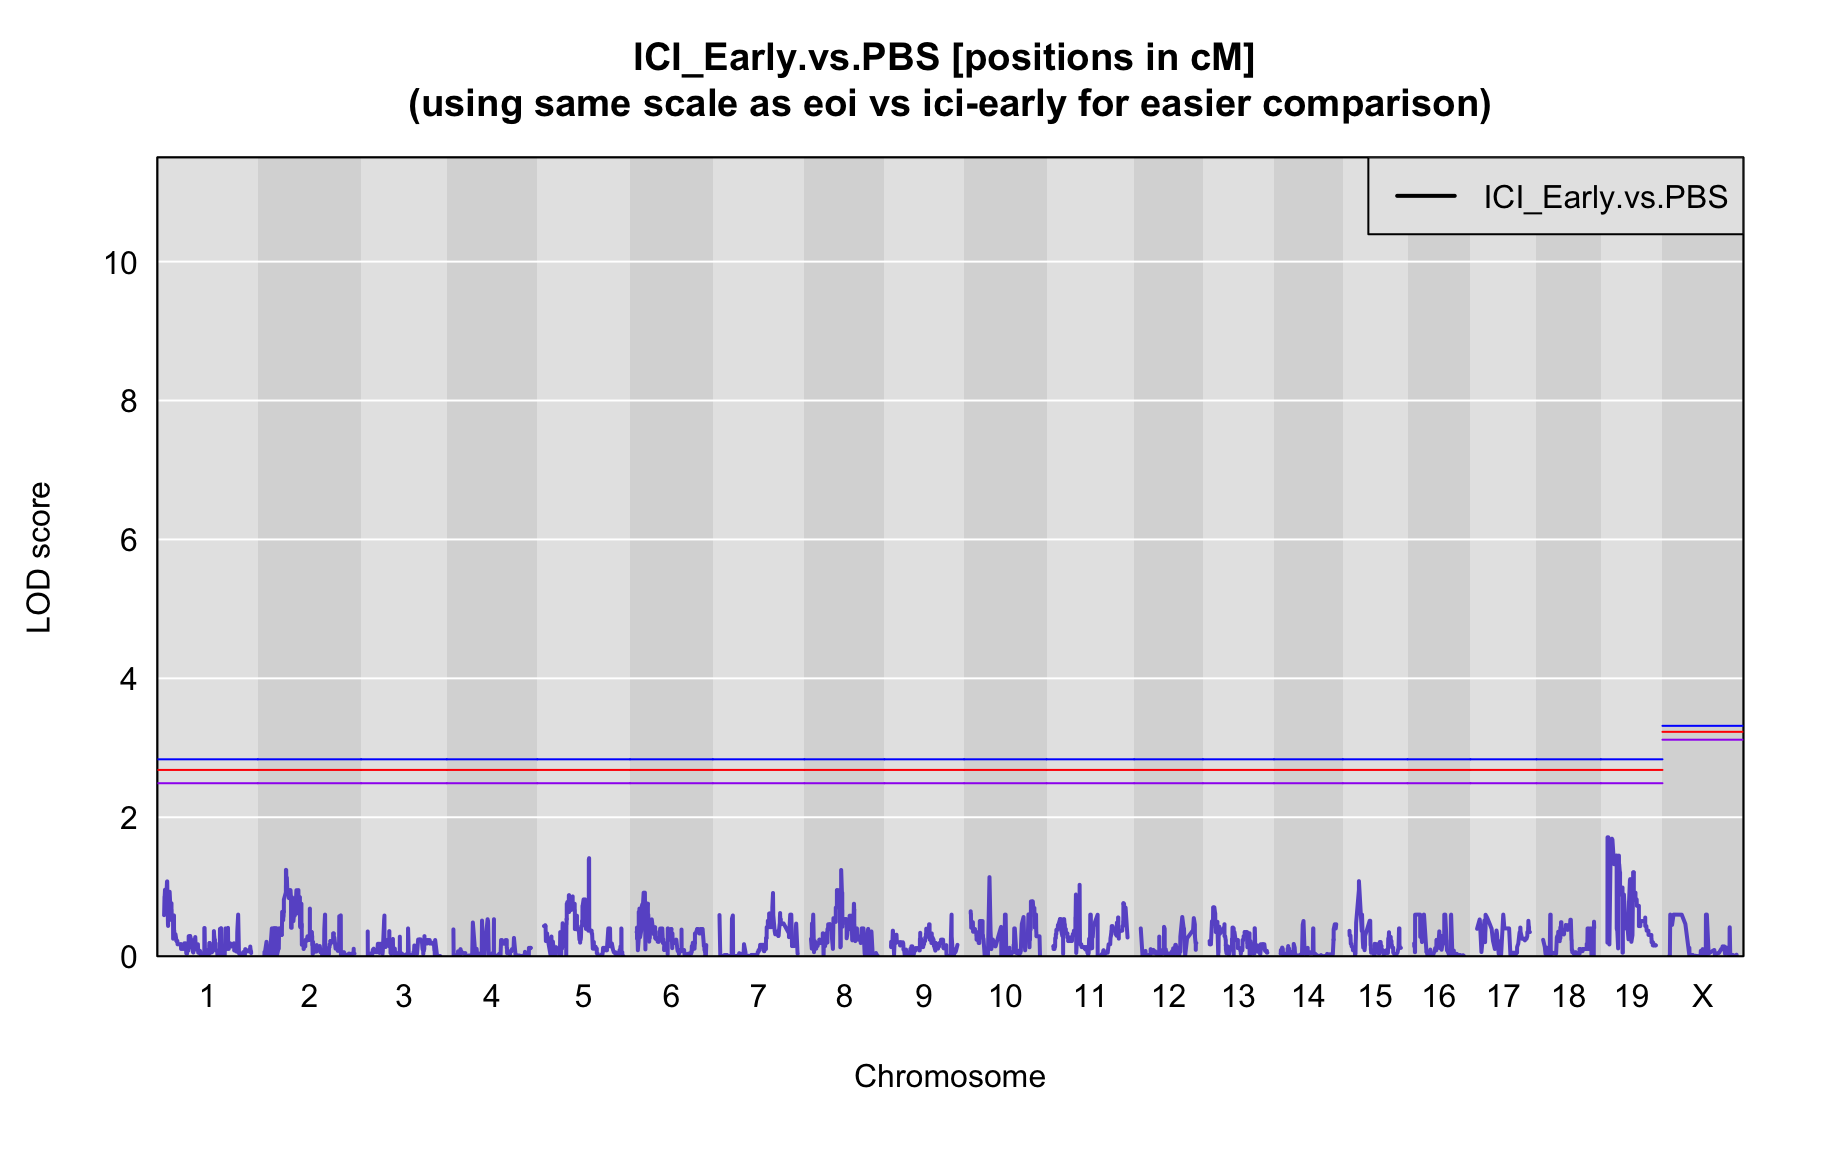 ICI_Early.vs.PBS [positions in cM]
(using same scale as eoi vs ici-early for easier comparison)
ICI_Early.vs.PBS
LOD score
10
8
6
4
2
0
1 2 3 4 5 6 7 8 9 10 11 12 13 14 15 16 17 18 19 X
Chromosome